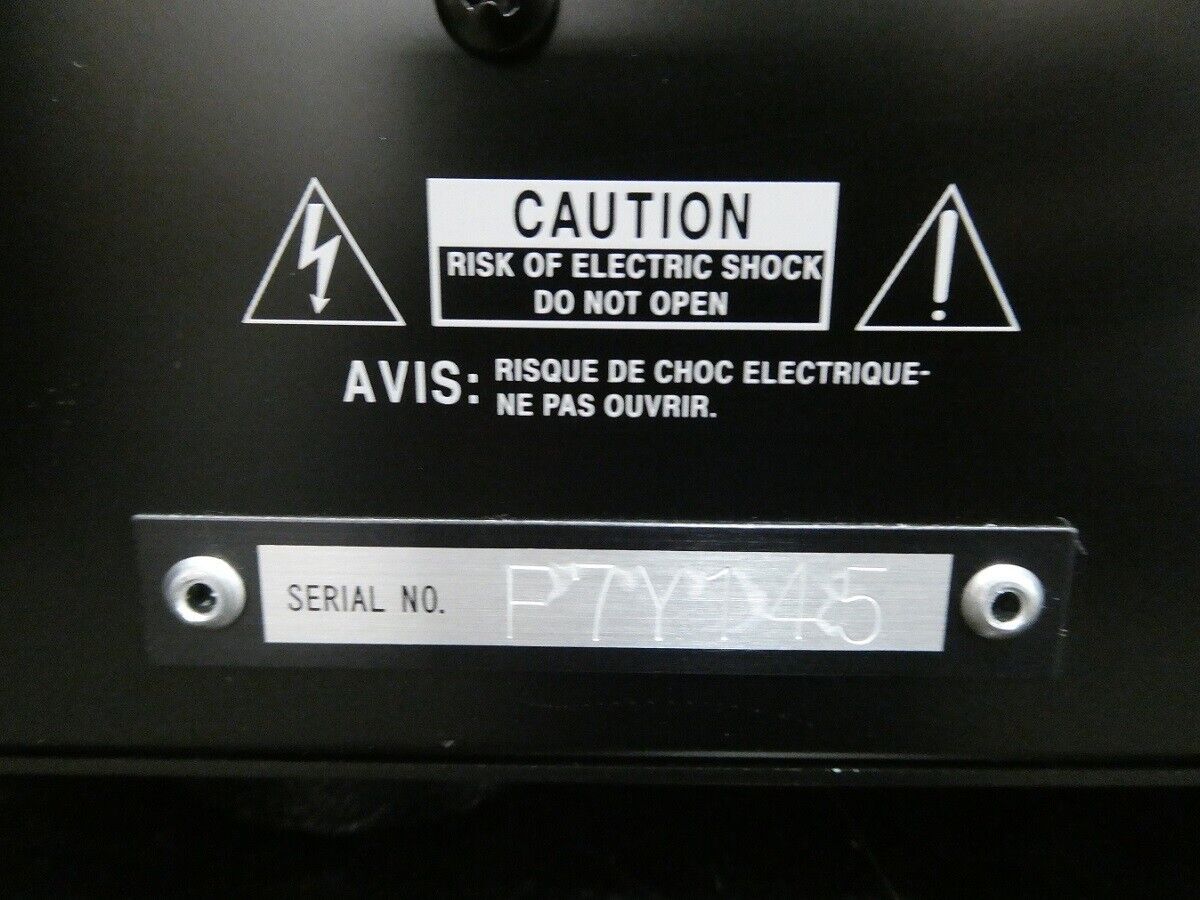 CAUTION
RISK OF ELECTRIC SHOCK
DO NOT OPEN
AVIS: RISQUE DE CHOC ELECTRIQUE-
NE PAS OUVRIR.
SERIAL NO. P7Y145